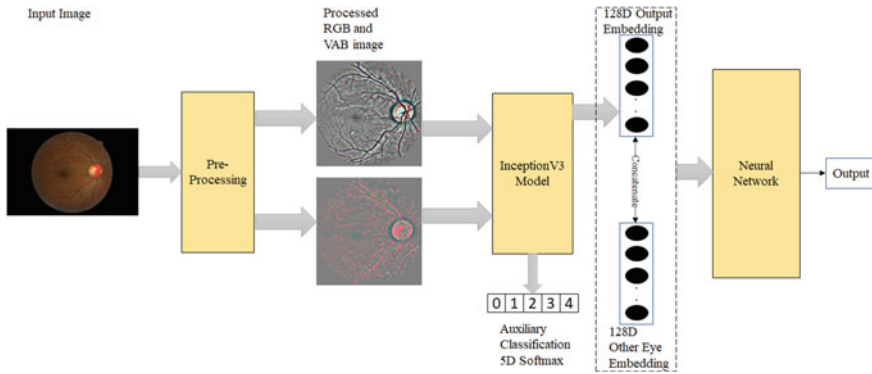 Input Image
Processed
RGB and
VAB image
128D Output
Embedding
Pre-
Processing
InceptionV3
Model
Concatenate
Neural
Network
Output
0 1 2 3 4
Auxiliary
Classification
5D Softmax
128D
Other Eye
Embedding